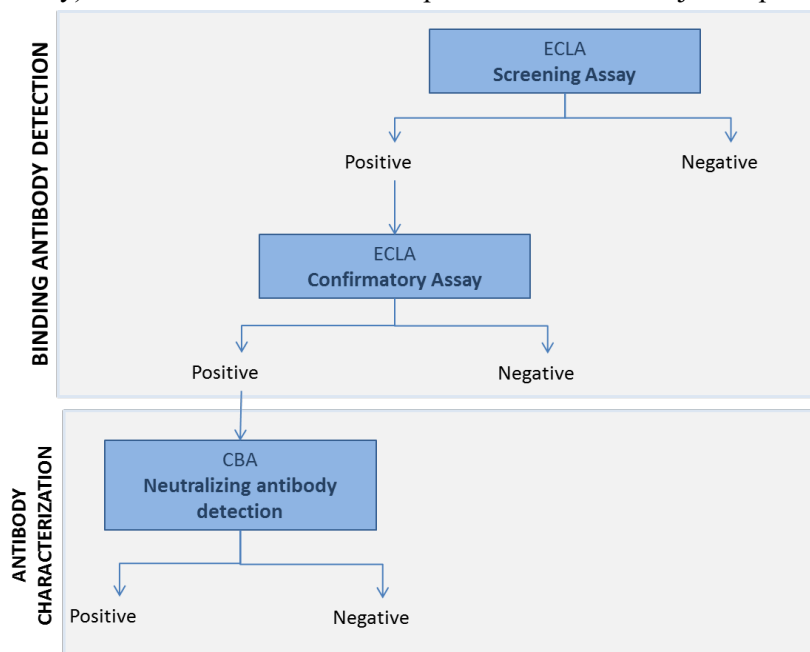 BINDING ANTIBODY DETECTION
ECLA
Screening Assay
Positive
Negative
ECLA
Confirmatory Assay
Positive
Negative
ANTIBODY
CHARACTERIZATION
CBA
Neutralizing antibody
detection
Positive
Negative